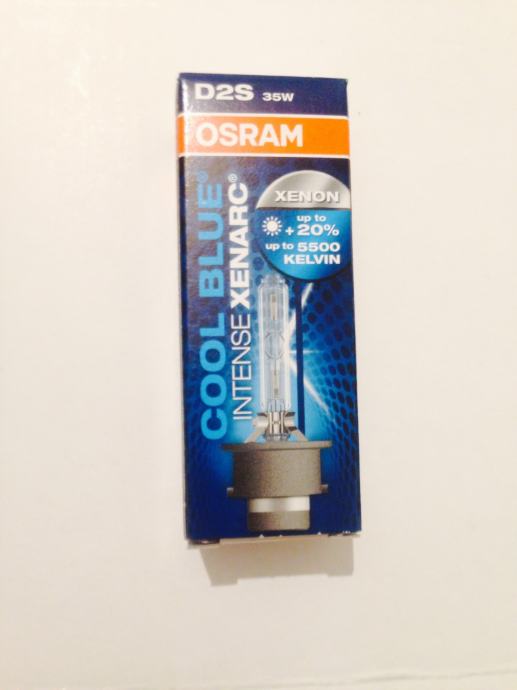 D2S 35W
OSRAM
XENON
up to
+20%
up to 5500
KELVIN
COOL BLUE®
INTENSE XENARC®